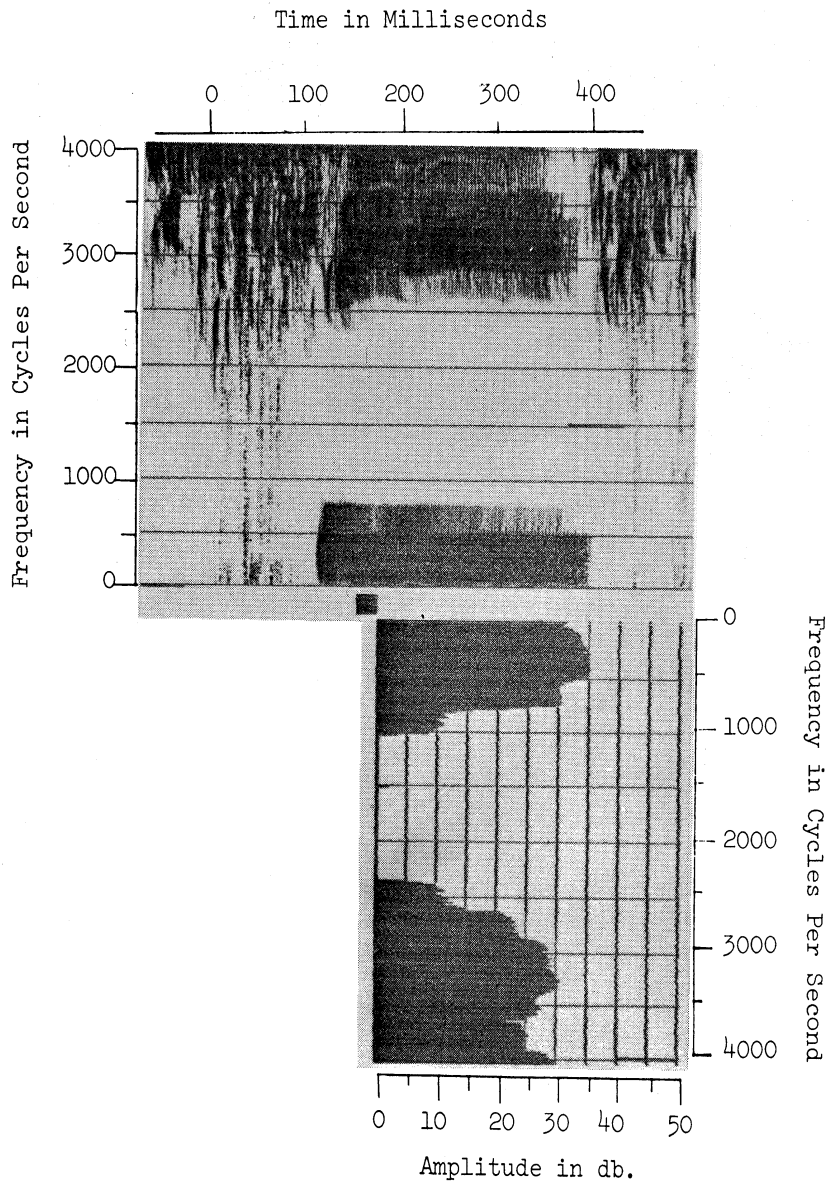 Time in Milliseconds
0 100 200 300 400
Frequency in Cycles Per Second
4000
3000
2000
1000
0
0
1000
2000
3000
4000
Frequency in Cycles Per Second
0 10 20 30 40 50
Amplitude in db.